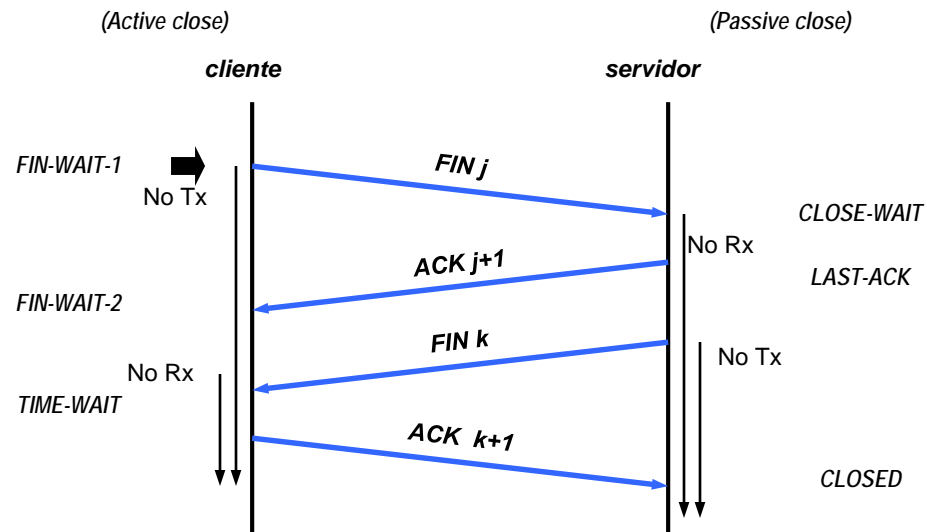 (Active close)
(Passive close)
cliente
servidor
FIN-WAIT-1
FIN j
No Tx
CLOSE-WAIT
No Rx
ACK j+1
LAST-ACK
FIN-WAIT-2
FIN k
No Tx
No Rx
TIME-WAIT
ACK k+1
CLOSED